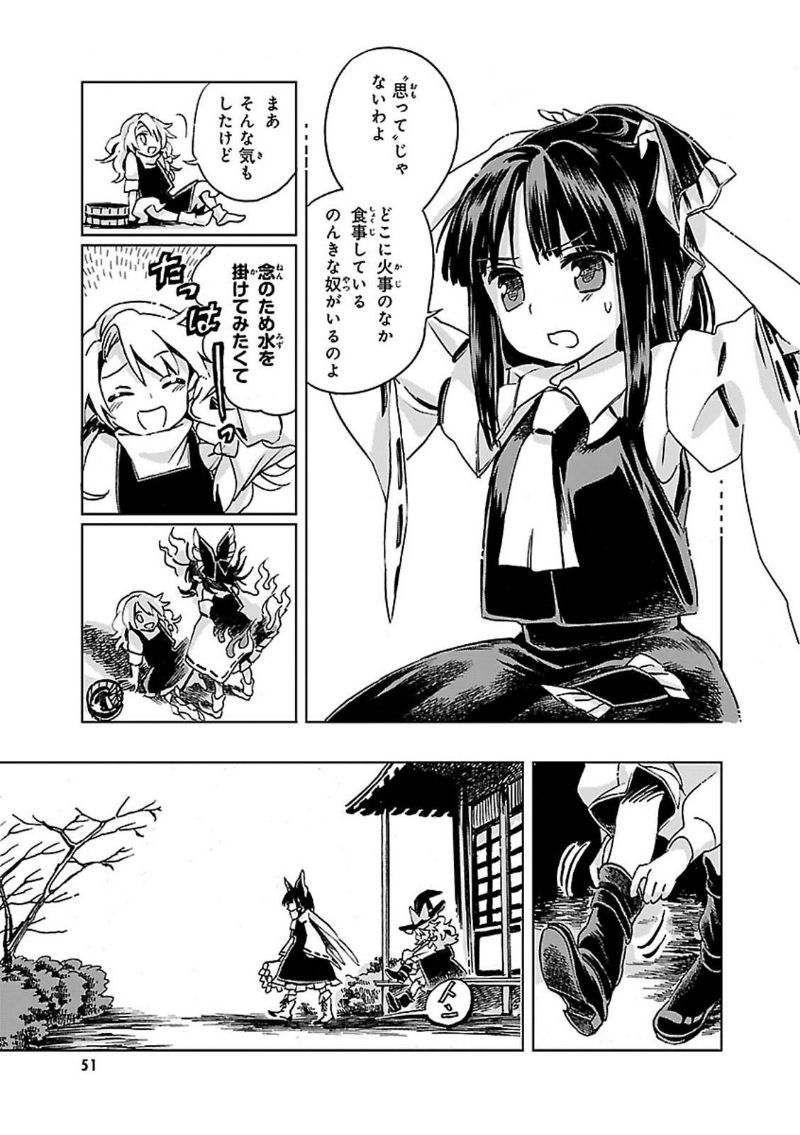 “思って”じゃ
ないわよ
どこに火事のなか
食事している
のんきな奴がいるのよ
まあ
そんな気も
したけど
念のため水を
掛けてみたくて
たっはーっ
トン
51